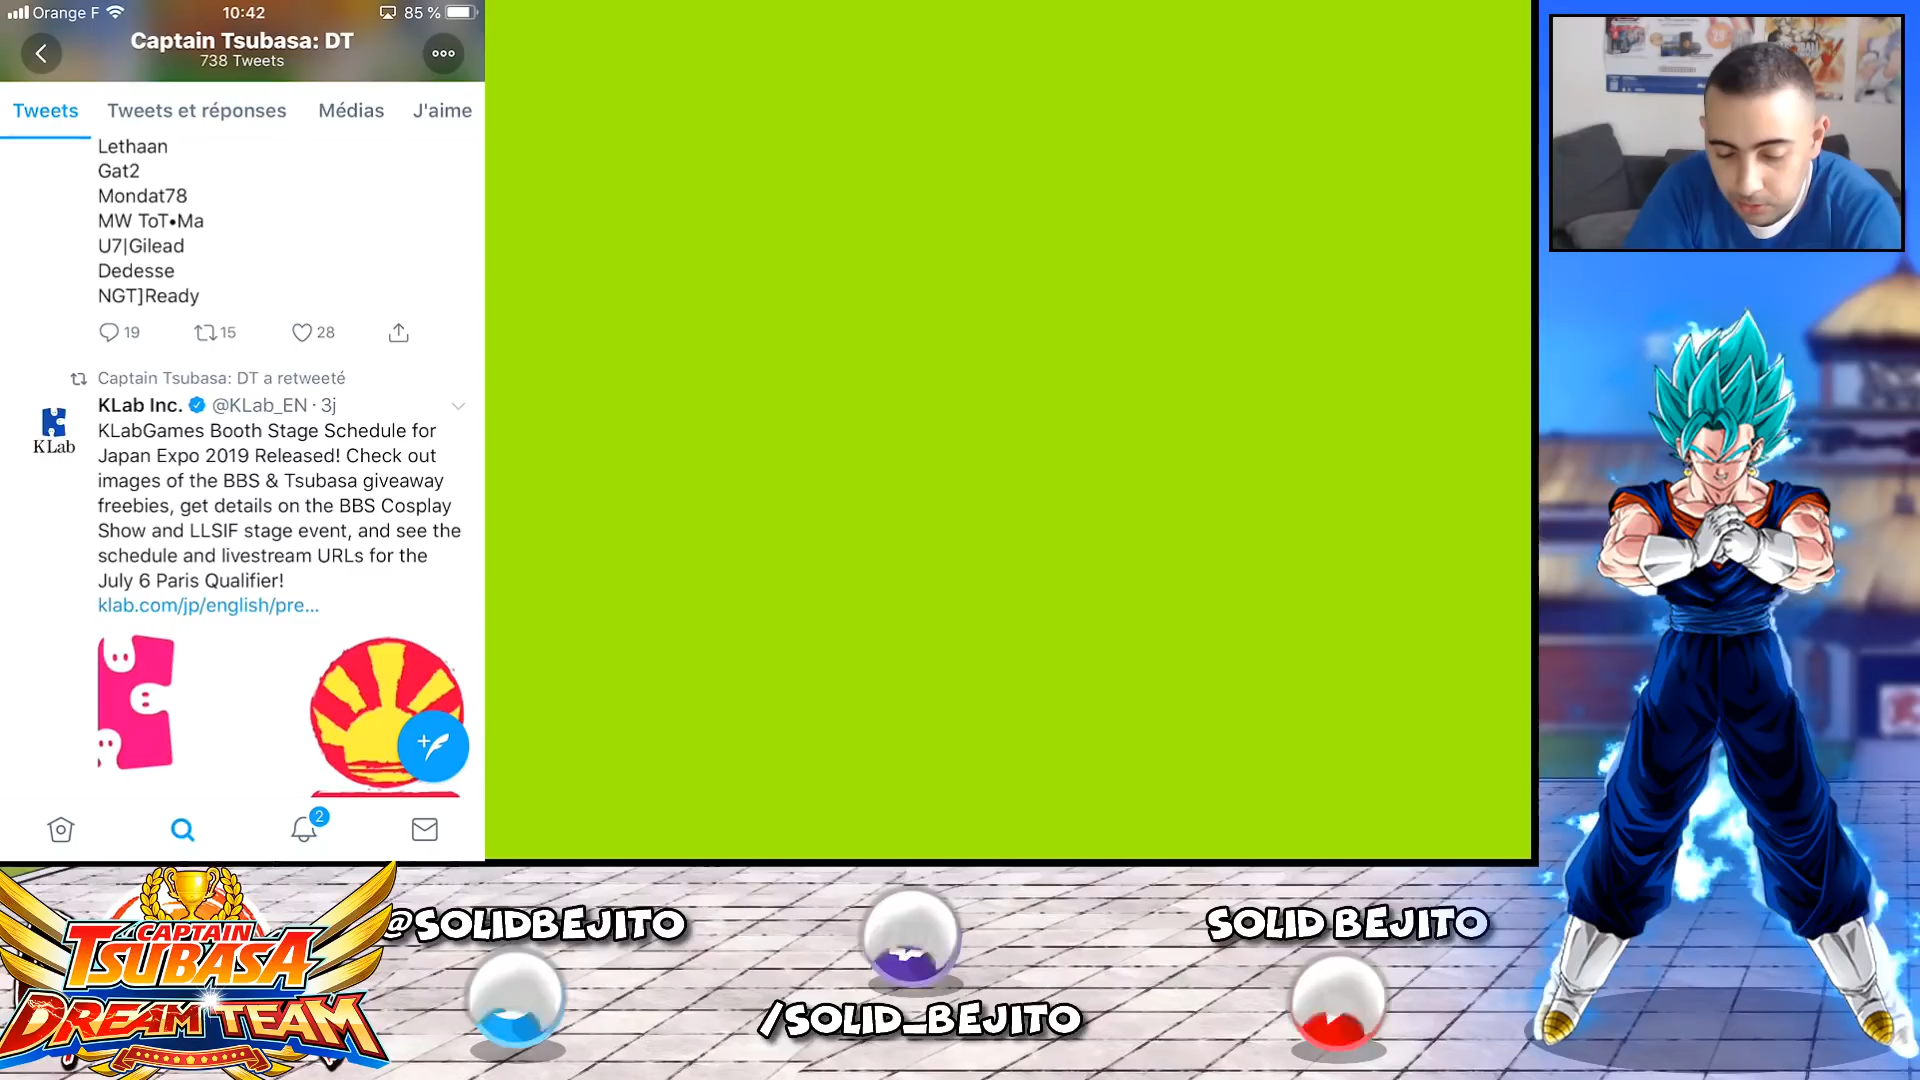 Orange F
10:42
85 %
Captain Tsubasa: DT
738 Tweets
Tweets
Tweets et réponses
Médias
J'aime
Lethaan
Gat2
Mondat78
MW ToT•Ma
U7|Gilead
Dedesse
NGT]Ready
19
15
28
Captain Tsubasa: DT a retweeté
KLab Inc. @KLab_EN · 3j
KLabGames Booth Stage Schedule for
Japan Expo 2019 Released! Check out
images of the BBS & Tsubasa giveaway
freebies, get details on the BBS Cosplay
Show and LLSIF stage event, and see the
schedule and livestream URLs for the
July 6 Paris Qualifier!
klab.com/jp/english/pre...
KLab
2
CAPTAIN
TSUBASA
DREAM TEAM
@SOLIDBEJITO
/SOLID_BEJITO
SOLID BEJITO